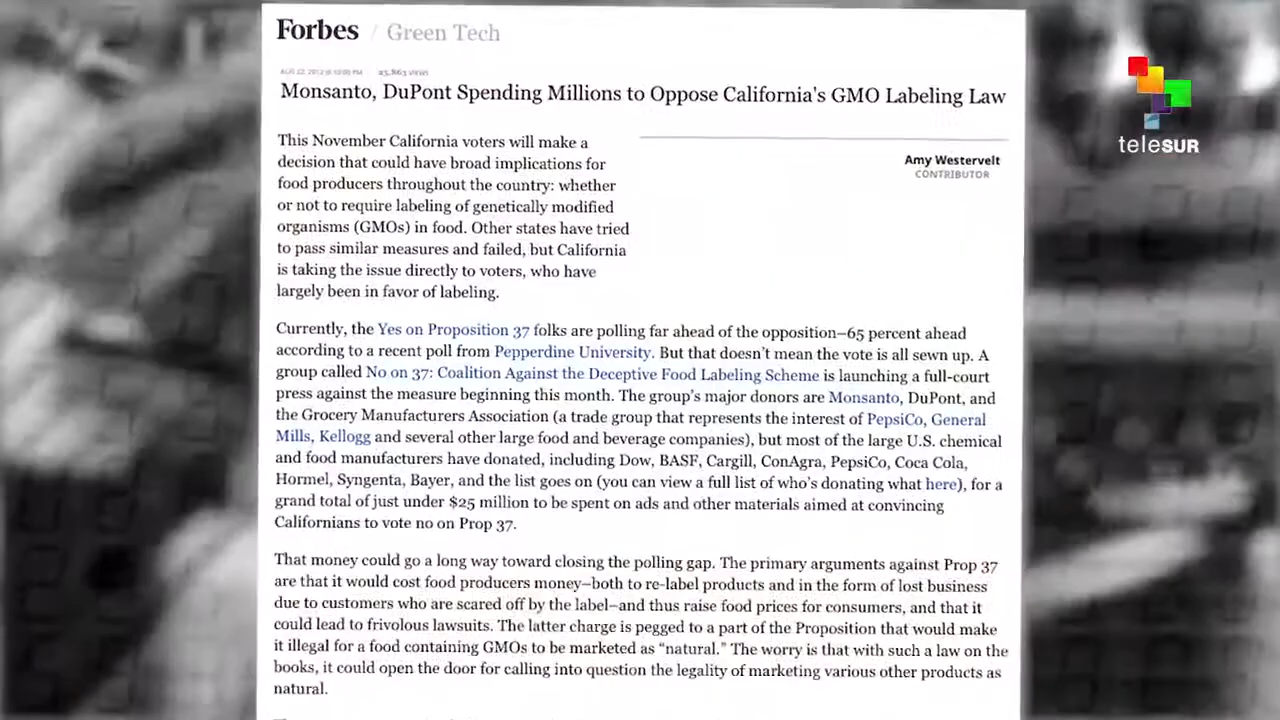 Forbes / Green Tech
AUG 22, 2012 @ 12:00 PM 23,863 VIEWS
Monsanto, DuPont Spending Millions to Oppose California's GMO Labeling Law
This November California voters will make a
decision that could have broad implications for
food producers throughout the country: whether
or not to require labeling of genetically modified
organisms (GMOs) in food. Other states have tried
to pass similar measures and failed, but California
is taking the issue directly to voters, who have
largely been in favor of labeling.
Amy Westervelt
CONTRIBUTOR
teleSUR
Currently, the Yes on Proposition 37 folks are polling far ahead of the opposition–65 percent ahead
according to a recent poll from Pepperdine University. But that doesn't mean the vote is all sewn up. A
group called No on 37: Coalition Against the Deceptive Food Labeling Scheme is launching a full-court
press against the measure beginning this month. The group's major donors are Monsanto, DuPont, and
the Grocery Manufacturers Association (a trade group that represents the interest of PepsiCo, General
Mills, Kellogg and several other large food and beverage companies), but most of the large U.S. chemical
and food manufacturers have donated, including Dow, BASF, Cargill, ConAgra, PepsiCo, Coca Cola,
Hormel, Syngenta, Bayer, and the list goes on (you can view a full list of who's donating what here), for a
grand total of just under $25 million to be spent on ads and other materials aimed at convincing
Californians to vote no on Prop 37.
That money could go a long way toward closing the polling gap. The primary arguments against Prop 37
are that it would cost food producers money–both to re-label products and in the form of lost business
due to customers who are scared off by the label–and thus raise food prices for consumers, and that it
could lead to frivolous lawsuits. The latter charge is pegged to a part of the Proposition that would make
it illegal for a food containing GMOs to be marketed as “natural.” The worry is that with such a law on the
books, it could open the door for calling into question the legality of marketing various other products as
natural.